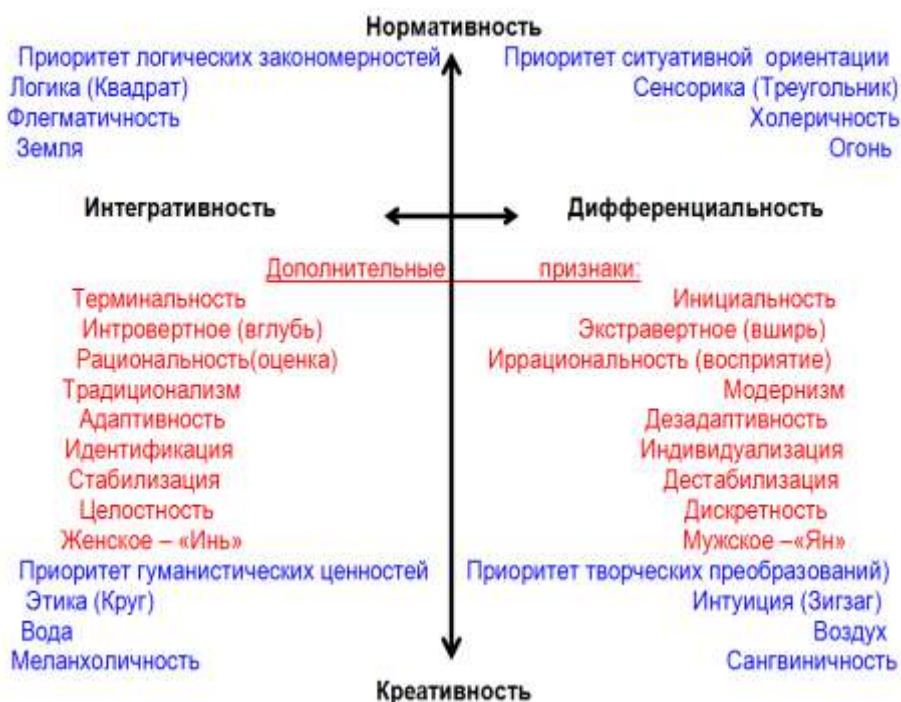 Нормативность
Приоритет логических закономерностей Приоритет ситуативной ориентации
Логика (Квадрат) Сенсорика (Треугольник)
Флегматичность Холеричность
Земля Огонь
Интегративность Дифференциальность
Дополнительные признаки:
Терминальность Инициальность
Интровертное (вглубь) Экстравертное (вширь)
Рациональность(оценка) Иррациональность (восприятие)
Традиционализм Модернизм
Адаптивность Дезадаптивность
Идентификация Индивидуализация
Стабилизация Дестабилизация
Целостность Дискретность
Женское – «Инь» Мужское –«Ян»
Приоритет гуманистических ценностей Приоритет творческих преобразований)
Этика (Круг) Интуиция (Зигзаг)
Вода Воздух
Меланхоличность Сангвиничность
Креативность